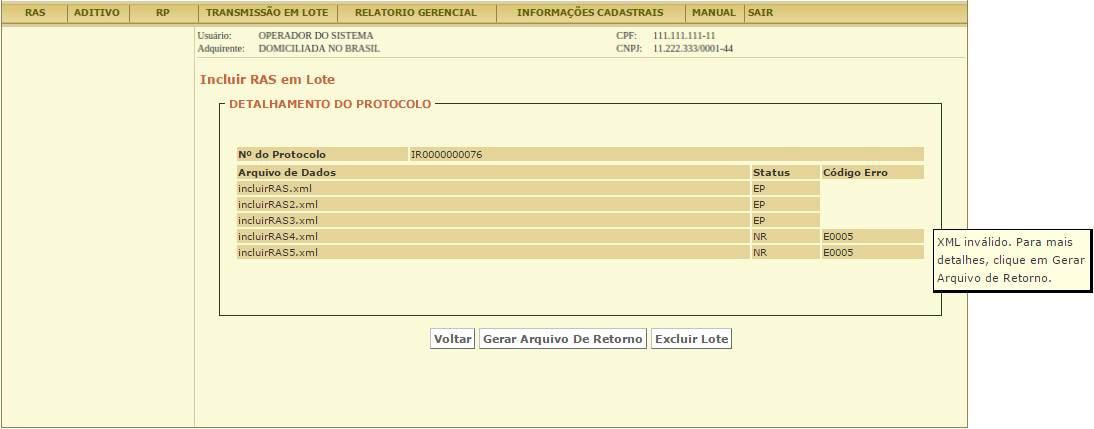 RAS ADITIVO RP TRANSMISSÃO EM LOTE RELATORIO GERENCIAL INFORMAÇÕES CADASTRAIS MANUAL SAIR
Usuário: OPERADOR DO SISTEMA CPF: 111.111.111-11
Adquirente: DOMICILIADA NO BRASIL CNPJ: 11.222.333/0001-44
Incluir RAS em Lote
DETALHAMENTO DO PROTOCOLO
Nº do Protocolo IR0000000076
Arquivo de Dados Status Código Erro
incluirRAS.xml EP
incluirRAS2.xml EP
incluirRAS3.xml EP
incluirRAS4.xml NR E0005
incluirRAS5.xml NR E0005
XML inválido. Para mais
detalhes, clique em Gerar
Arquivo de Retorno.
Voltar Gerar Arquivo De Retorno Excluir Lote